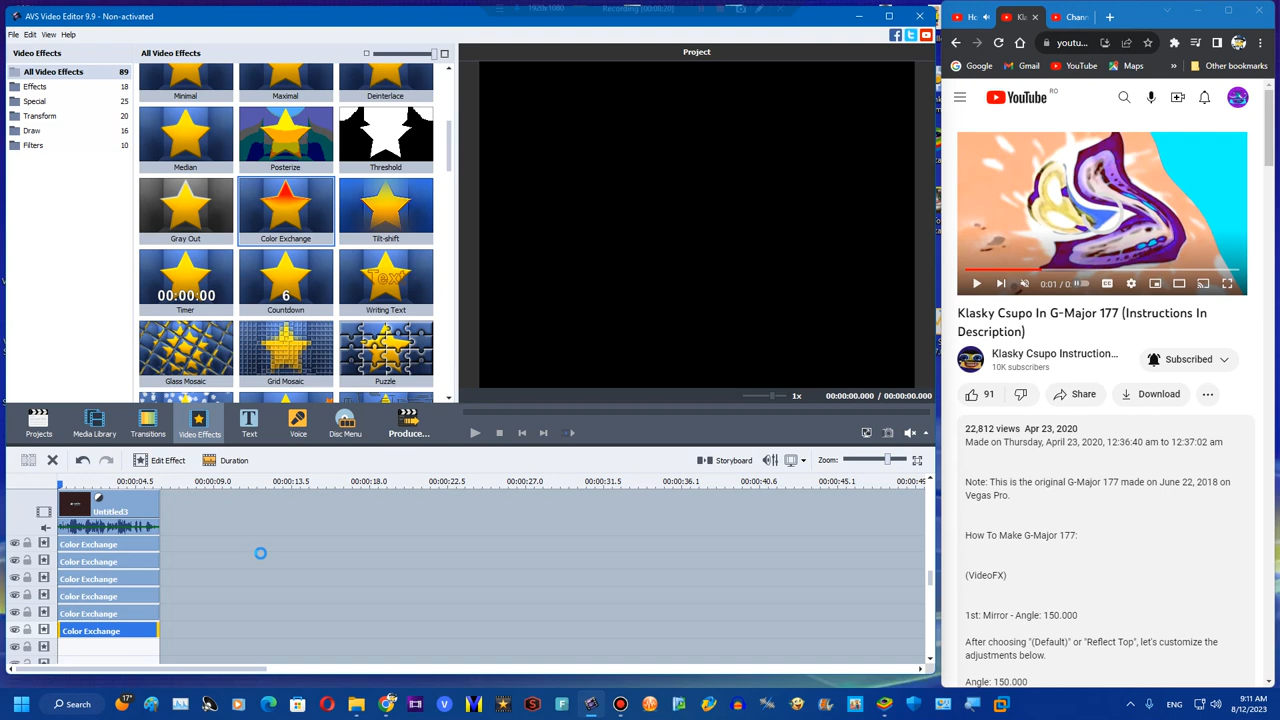 AVS Video Editor 9.9 - Non-activated
1920x1080
Recording [00:08:20]
File Edit View Help
Video Effects
All Video Effects 89
Effects 18
Special 25
Transform 20
Draw 16
Filters 10
All Video Effects
Minimal
Maximal
Deinterlace
Median
Posterize
Threshold
Gray Out
Color Exchange
Tilt-shift
00:00:00
Timer
6
Countdown
Text
Writing Text
Glass Mosaic
Grid Mosaic
Puzzle
Project
1x
00:00:00.000 / 00:00:00.000
Projects
Media Library
Transitions
Video Effects
Text
Voice
Disc Menu
Produce...
Edit Effect
Duration
Storyboard
Zoom:
00:00:04.5 00:00:09.0 00:00:13.5 00:00:18.0 00:00:22.5 00:00:27.0 00:00:31.5 00:00:36.1 00:00:40.6 00:00:45.1
Untitled3
Color Exchange
Color Exchange
Color Exchange
Color Exchange
Color Exchange
Color Exchange
Chann
youtu...
Google Gmail YouTube Maps » Other bookmarks
YouTube RO
0:01
Klasky Csupo In G-Major 177 (Instructions In
Description)
Klasky Csupo Instruction...
10K subscribers
Subscribed
91
Share
Download
22,812 views Apr 23, 2020
Made on Thursday, April 23, 2020, 12:36:40 am to 12:37:02 am
Note: This is the original G-Major 177 made on June 22, 2018 on
Vegas Pro.
How To Make G-Major 177:
(VideoFX)
1st: Mirror - Angle: 150.000
After choosing "(Default)" or "Reflect Top", let's customize the
adjustments below.
Angle: 150.000
Search
17°
ENG
9:11 AM
8/12/2023